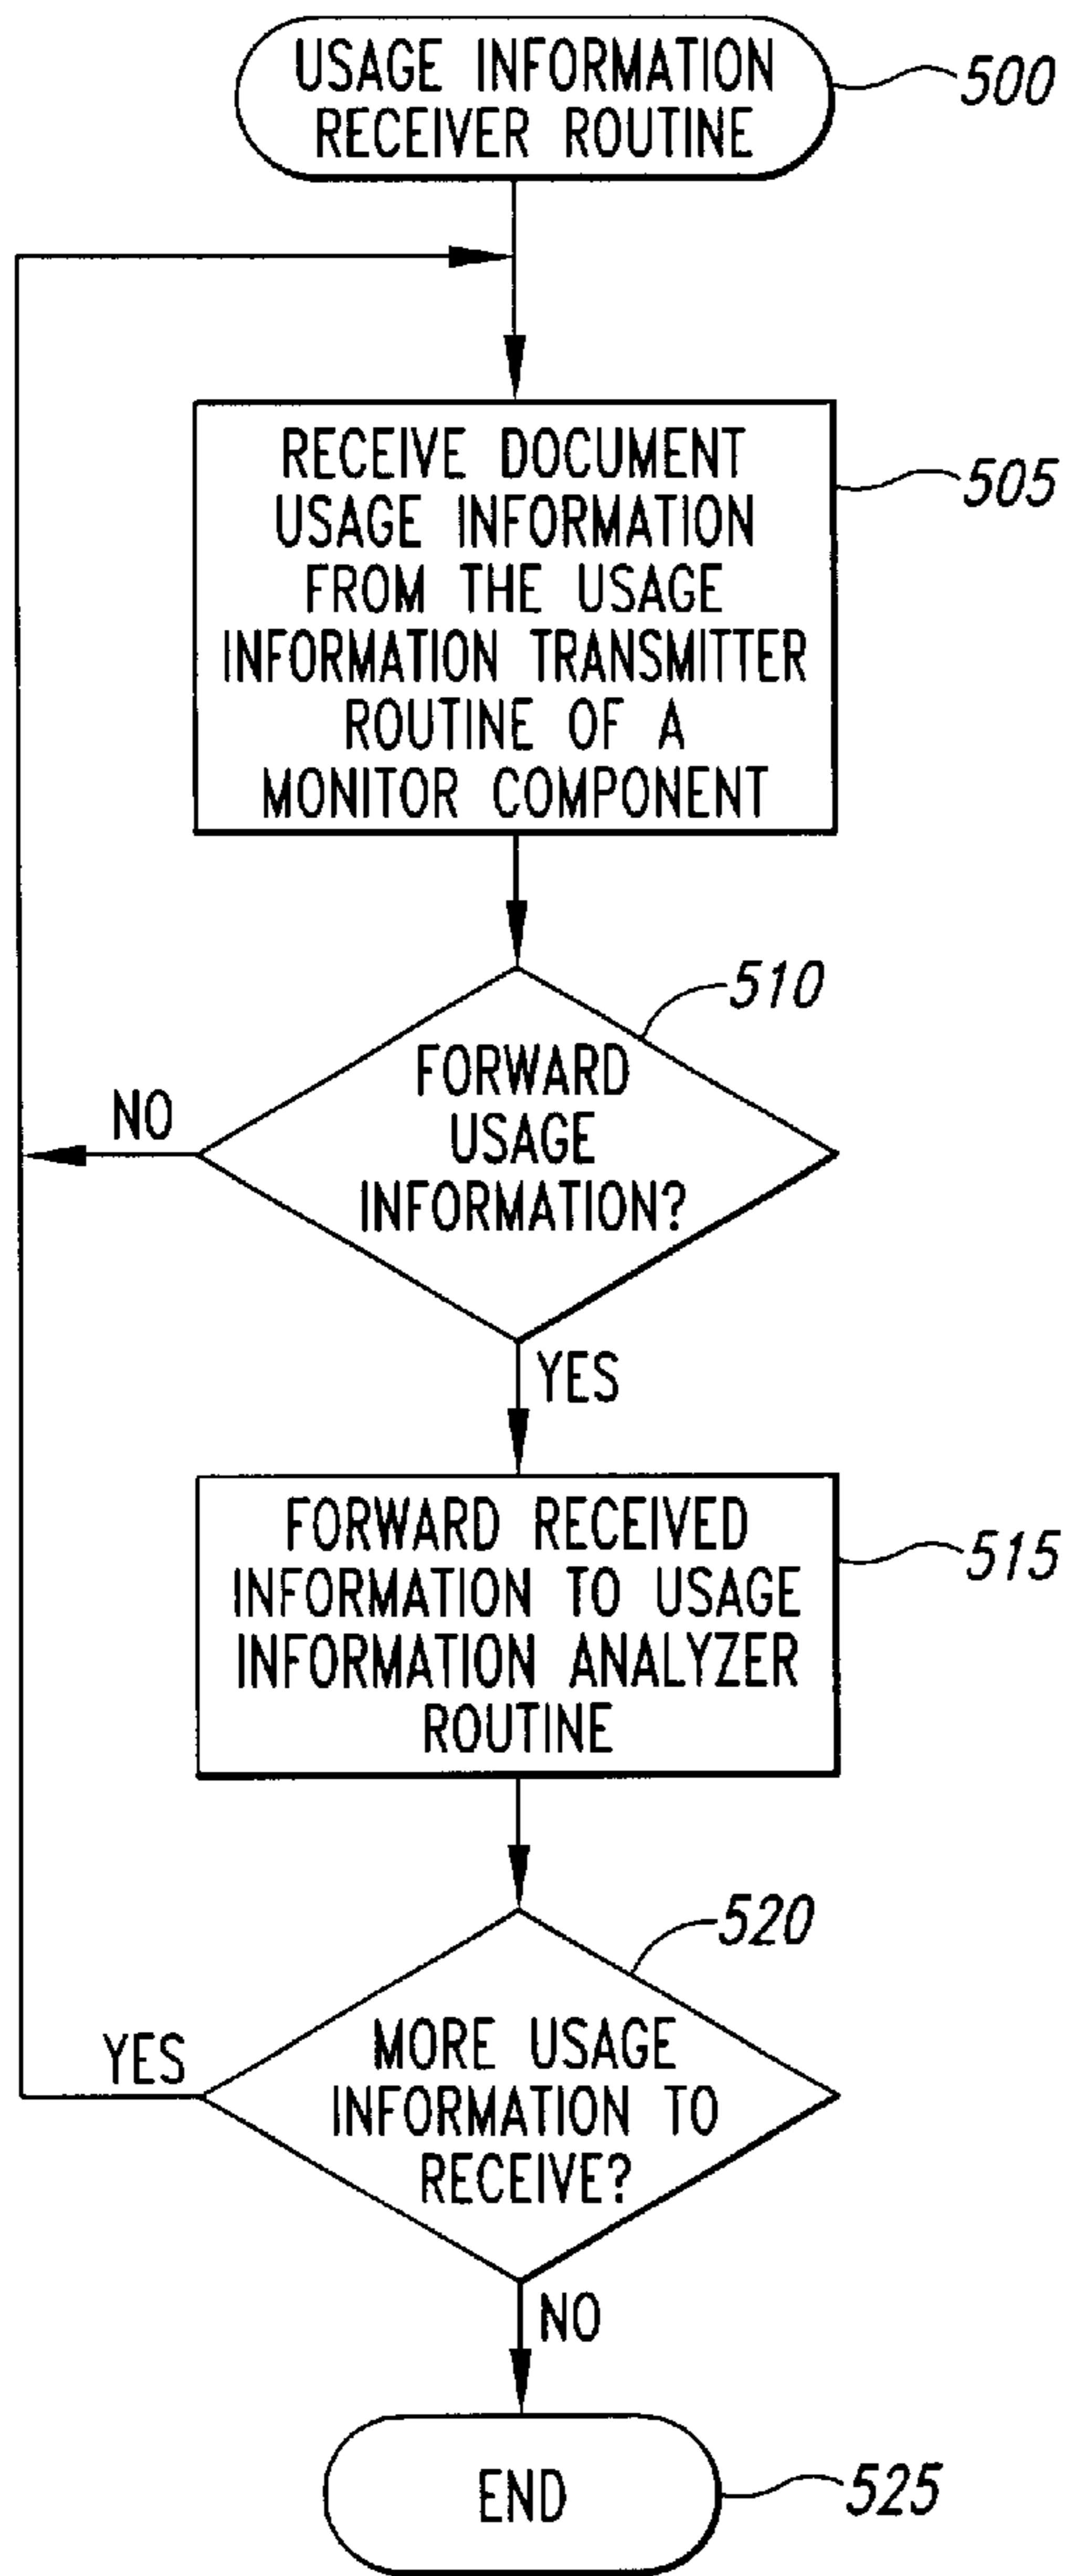 USAGE INFORMATION
RECEIVER ROUTINE
500
RECEIVE DOCUMENT
USAGE INFORMATION
FROM THE USAGE
INFORMATION TRANSMITTER
ROUTINE OF A
MONITOR COMPONENT
505
510
FORWARD
USAGE
INFORMATION?
NO
YES
FORWARD RECEIVED
INFORMATION TO USAGE
INFORMATION ANALYZER
ROUTINE
515
520
MORE USAGE
INFORMATION TO
RECEIVE?
YES
NO
END
525